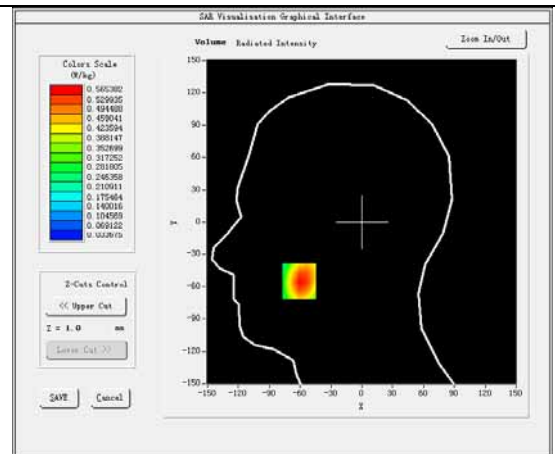 SAR Visualisation Graphical Interface
Volume Radiated Intensity
Zoom In/Out
Colors Scale
(W/kg)
0.565382
0.529935
0.494488
0.459041
0.423594
0.388147
0.352699
0.317252
0.281805
0.246358
0.210911
0.175464
0.140016
0.104569
0.069122
0.033675
Z-Cuts Control
<< Upper Cut
Z = 1.0 mm
Lower Cut >>
SAVE
Cancel
150
90
30
0
-30
-90
-120
-150
Y
-150 -120 -90 -60 -30 0 30 60 90 120 150
X